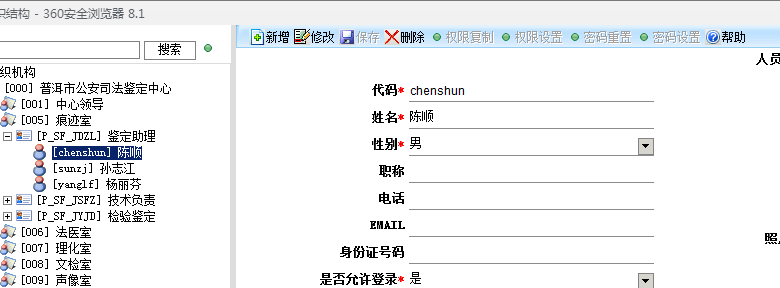 织结构 - 360安全浏览器 8.1
搜索
新增 修改 保存 删除 权限复制 权限设置 密码重置 密码设置 帮助
织机构
[000] 普洱市公安司法鉴定中心
[001] 中心领导
[005] 痕迹室
[P_SF_JDZL] 鉴定助理
[chenshun] 陈顺
[sunzj] 孙志江
[yanglf] 杨丽芬
[P_SF_JSFZ] 技术负责
[P_SF_JYJD] 检验鉴定
[006] 法医室
[007] 理化室
[008] 文检室
[009] 声像室
人员
代码* chenshun
姓名* 陈顺
性别* 男
职称
电话
EMAIL
身份证号码
照
是否允许登录* 是